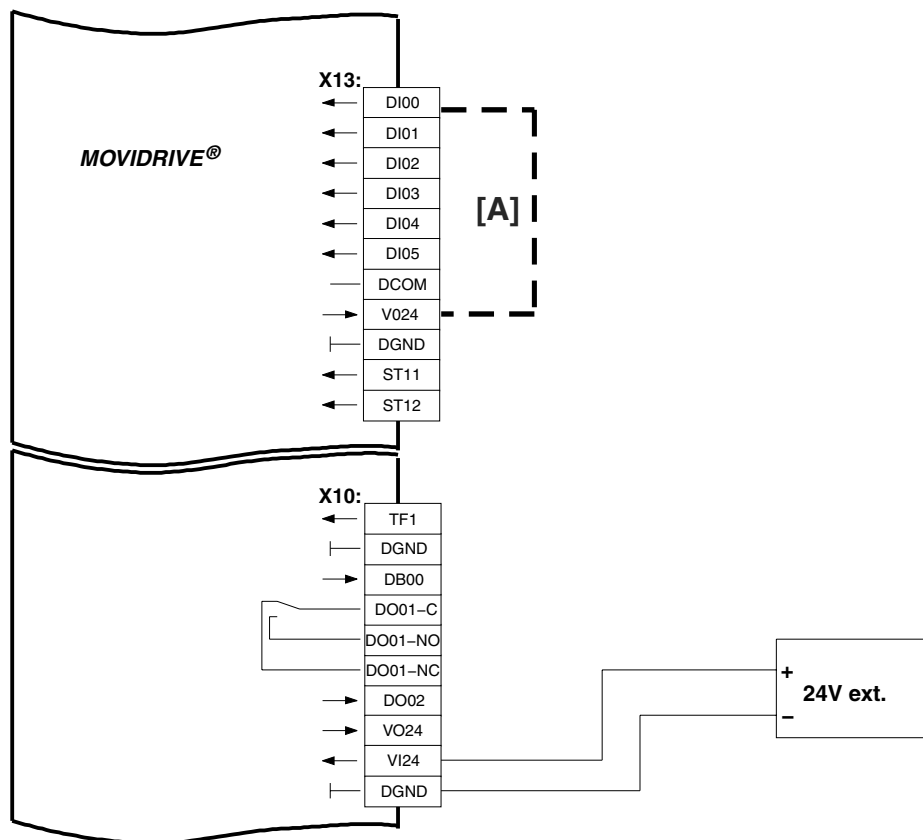 X13:
DI00
DI01
MOVIDRIVE®
DI02
DI03
[A]
DI04
DI05
DCOM
V024
DGND
ST11
ST12
X10:
TF1
DGND
DB00
DO01-C
DO01-NO
DO01-NC
+
24V ext.
DO02
−
VO24
VI24
DGND